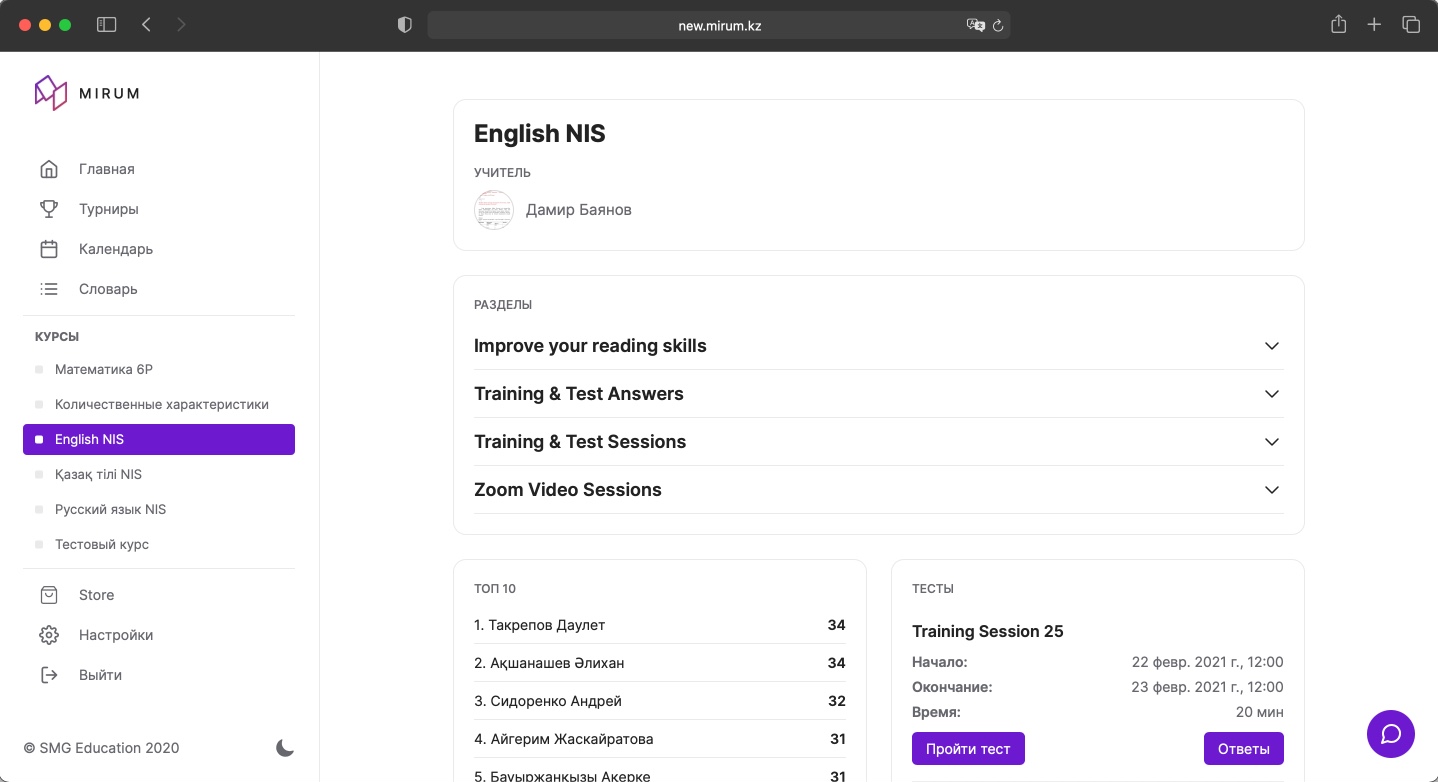 new.mirum.kz
MIRUM
Главная
Турниры
Календарь
Словарь
КУРСЫ
Математика 6Р
Количественные характеристики
English NIS
Қазақ тілі NIS
Русский язык NIS
Тестовый курс
Store
Настройки
Выйти
© SMG Education 2020
English NIS
УЧИТЕЛЬ
Дамир Баянов
РАЗДЕЛЫ
Improve your reading skills
Training & Test Answers
Training & Test Sessions
Zoom Video Sessions
ТОП 10
1. Такрепов Даулет 34
2. Ақшанашев Әлихан 34
3. Сидоренко Андрей 32
4. Айгерим Жаскайратова 31
5. Бауыржанқызы Ақерке 31
ТЕСТЫ
Training Session 25
Начало: 22 февр. 2021 г., 12:00
Окончание: 23 февр. 2021 г., 12:00
Время: 20 мин
Пройти тест Ответы